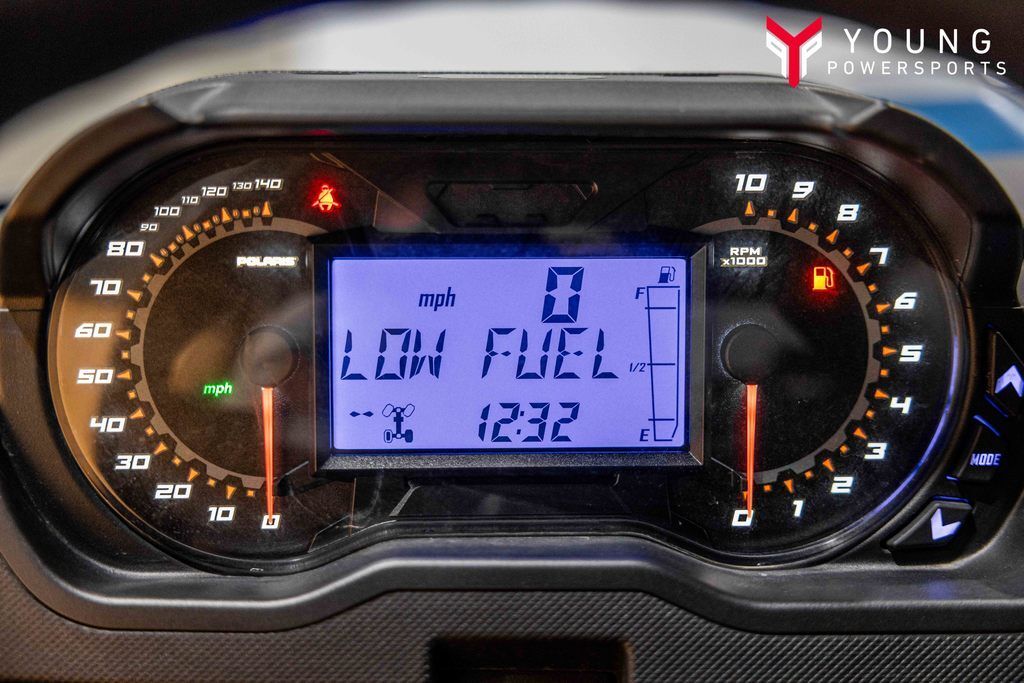 YOUNG
POWERSPORTS
140
130
120
110
100
90
80
70
60
50
40
30
20
10
0
POLARIS
mph
mph
0
LOW FUEL
12:32
F
1/2
E
--
RPM
x1000
10
9
8
7
6
5
4
3
2
1
0
MODE